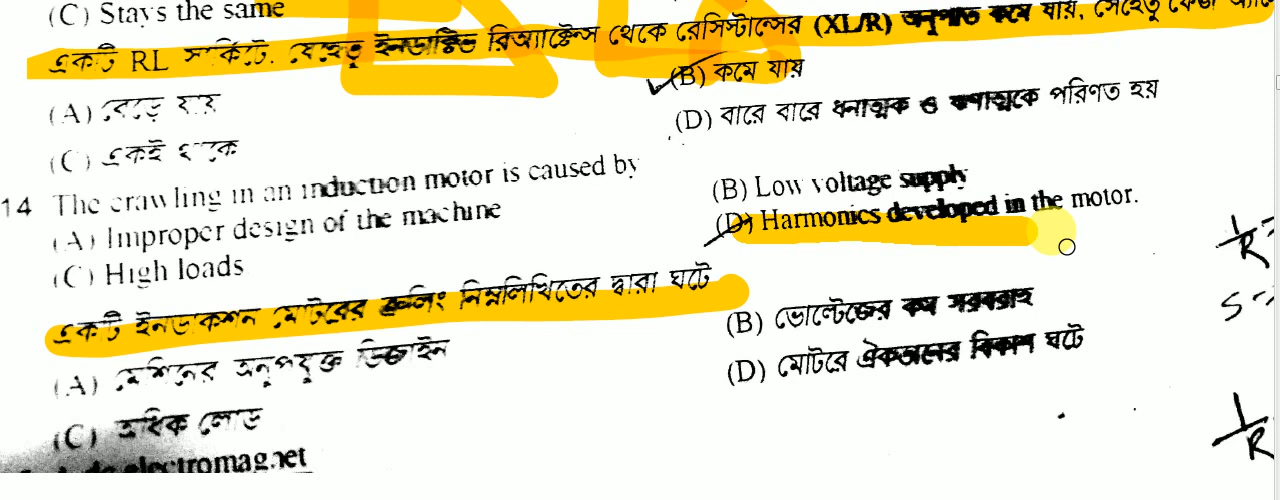 (C) Stays the same
একটি RL সার্কিটে. যেহেতু ইনডাক্টিভ রিঅ্যাক্টেন্স থেকে রেসিস্টান্সের (XL/R) অনুপাত কমে যায়, সেহেতু
(A) বেড়ে যায়
(B) কমে যায়
(C) একই থাকে
(D) বারে বারে ধনাত্মক ও ঋণাত্মকে পরিণত হয়
14 The crawling in an induction motor is caused by
(A) Improper design of the machine
(B) Low voltage supply
(C) High loads
(D) Harmonics developed in the motor.
একটি ইনডাকশন মোটরের ক্রলিং নিম্নলিখিতের দ্বারা ঘটে
(A) মেশিনের অনুপযুক্ত ডিজাইন
(B) ভোল্টেজের কম সরবরাহ
(C) অধিক লোড
(D) মোটরে ঐকতানের বিকাশ ঘটে
electromagnet
1/R
1/R